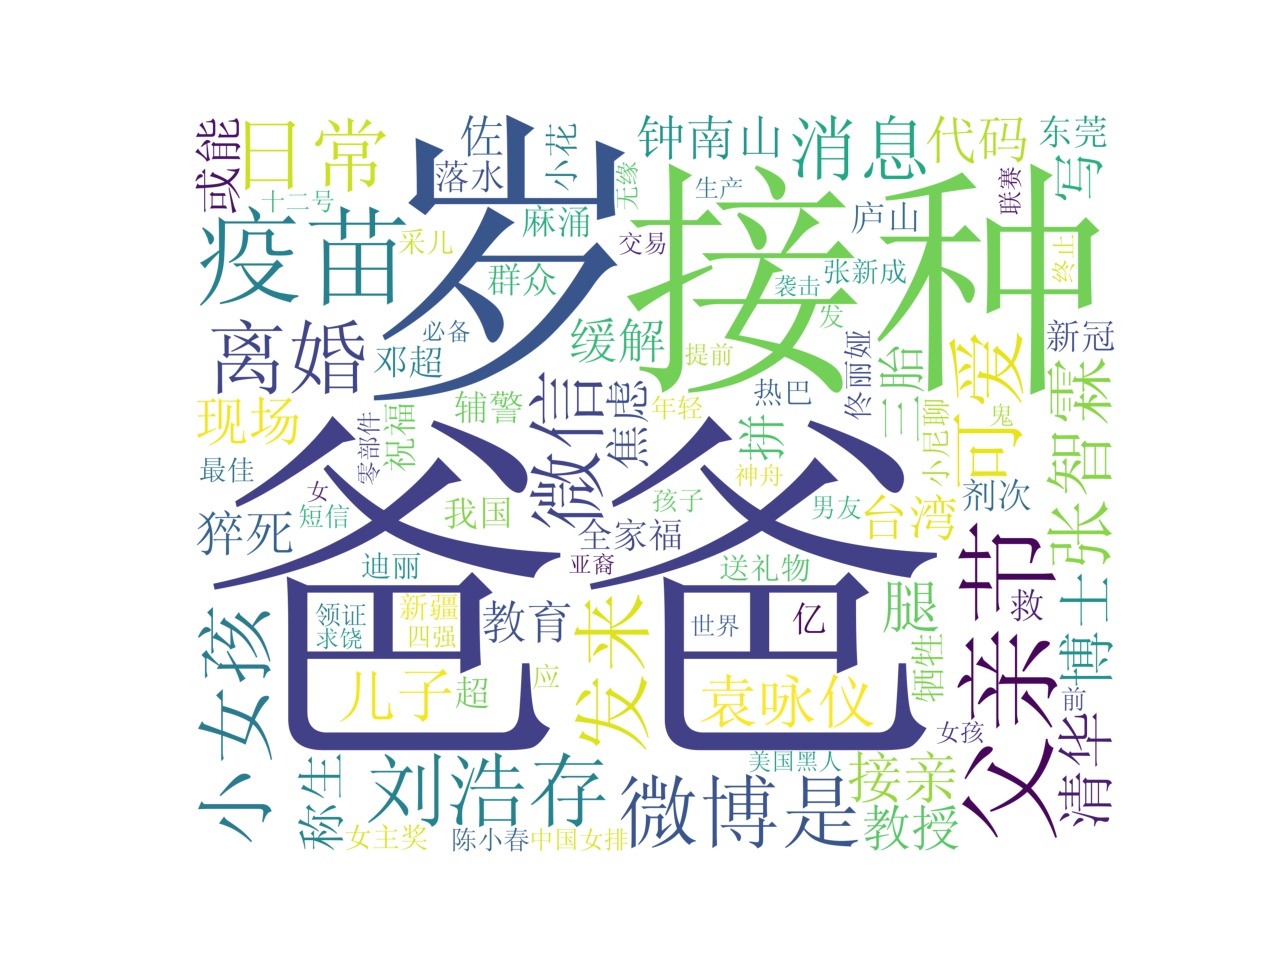 或能
日常
岁
佐
落水
小花
无缘
钟南山
消息
代码
东莞
写
十二号
疫苗
采儿
麻涌
群众
交易
生产
接种
庐山
联赛
袭击
张新成
终止
离婚
邓超
必备
缓解
提前
发
热巴
佟丽娅
三胎
可爱
新冠
张智霖
现场
最佳
零部件
祝福
辅警
微信
焦虑
年轻
拼
小尼聊
鬼
猝死
女
短信
爸爸
我国
全家福
孩子
神舟
男友
台湾
剂次
迪丽
亚裔
送礼物
父亲节
救
博士
小女孩
领证
求饶
新疆
四强
教育
发来
世界
亿
腿
牺牲
儿子
超
应
袁咏仪
女孩
前
清华
称生
刘浩存
微博是
美国黑人
接亲
教授
女主奖
陈小春
中国女排